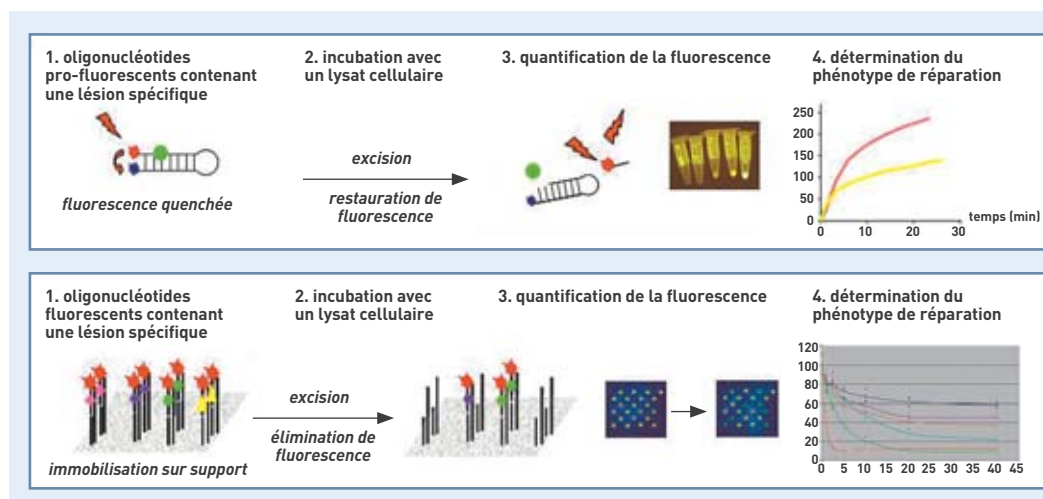 1. oligonucléotides
pro-fluorescents contenant
une lésion spécifique
fluorescence quenchée
2. incubation avec
un lysat cellulaire
excision
restauration de
fluorescence
3. quantification de la fluorescence
4. détermination du
phénotype de réparation
250
200
150
100
50
0
0 10 20 30
temps (min)
1. oligonucléotides
fluorescents contenant
une lésion spécifique
immobilisation sur support
2. incubation avec
un lysat cellulaire
excision
élimination de
fluorescence
3. quantification de la fluorescence
4. détermination du
phénotype de réparation
120
100
80
60
40
20
0
0 5 10 15 20 25 30 35 40 45